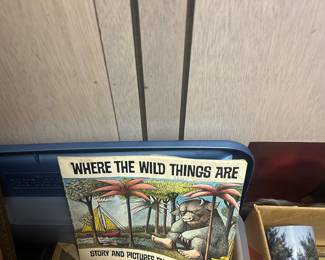 WHERE THE WILD THINGS ARE
STORY AND PICTURES